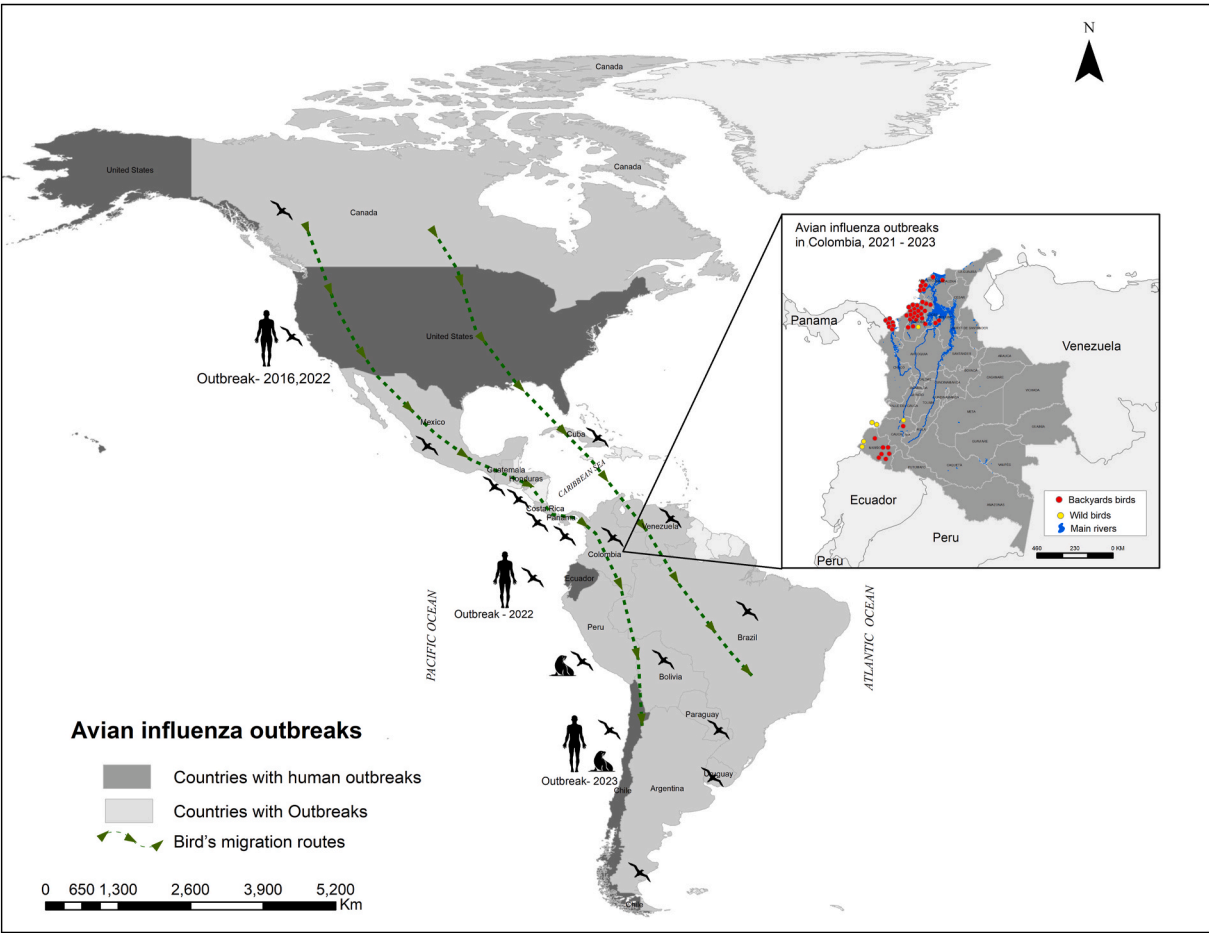 N
Canada
United States
Canada
Canada
United States
Outbreak- 2016,2022
Mexico
Cuba
Guatemala
Honduras
CARIBBEAN SEA
Costa Rica
Panama
Venezuela
Colombia
Ecuador
Outbreak - 2022
Peru
Brazil
PACIFIC OCEAN
ATLANTIC OCEAN
Bolivia
Paraguay
Outbreak- 2023
Uruguay
Chile
Argentina
Chile
Avian influenza outbreaks
in Colombia, 2021 - 2023
Panama
Venezuela
Ecuador
Peru
Peru
Backyards birds
Wild birds
Main rivers
460 230 0 KM
Avian influenza outbreaks
Countries with human outbreaks
Countries with Outbreaks
Bird's migration routes
0 650 1,300 2,600 3,900 5,200
Km